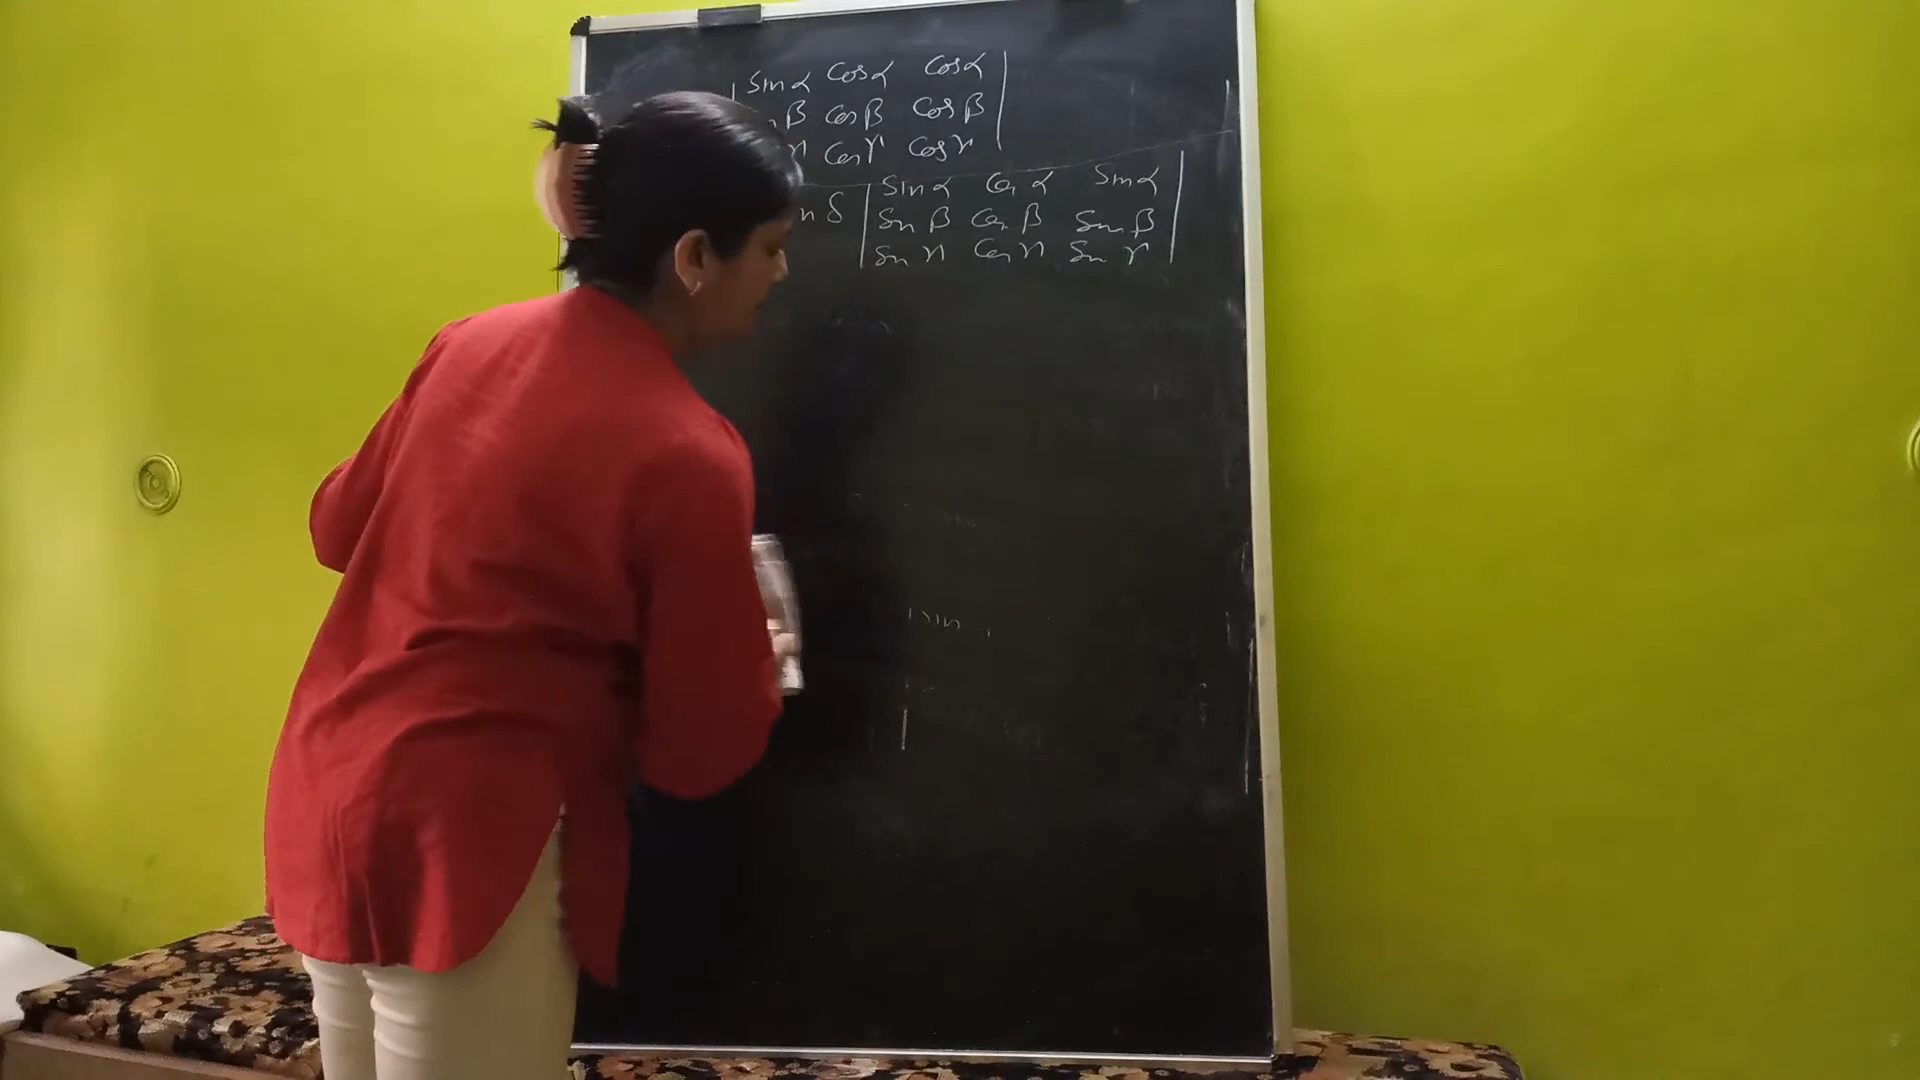 | sin α cos α cos α |
β cos β cos β
γ cos γ cos γ |
n δ | sin α cos α sin α |
sin β cos β sin β
sin γ cos γ sin γ